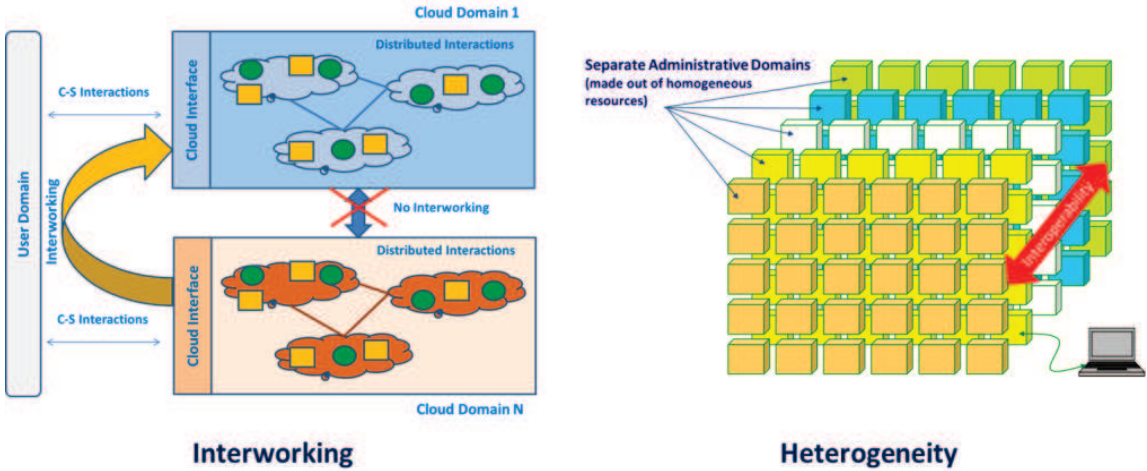 Cloud Domain 1
User Domain
C-S Interactions
Interworking
C-S Interactions
Cloud Interface
Distributed Interactions
No Interworking
Cloud Interface
Distributed Interactions
Cloud Domain N
Interworking
Separate Administrative Domains
(made out of homogeneous
resources)
Interoperability
Heterogeneity